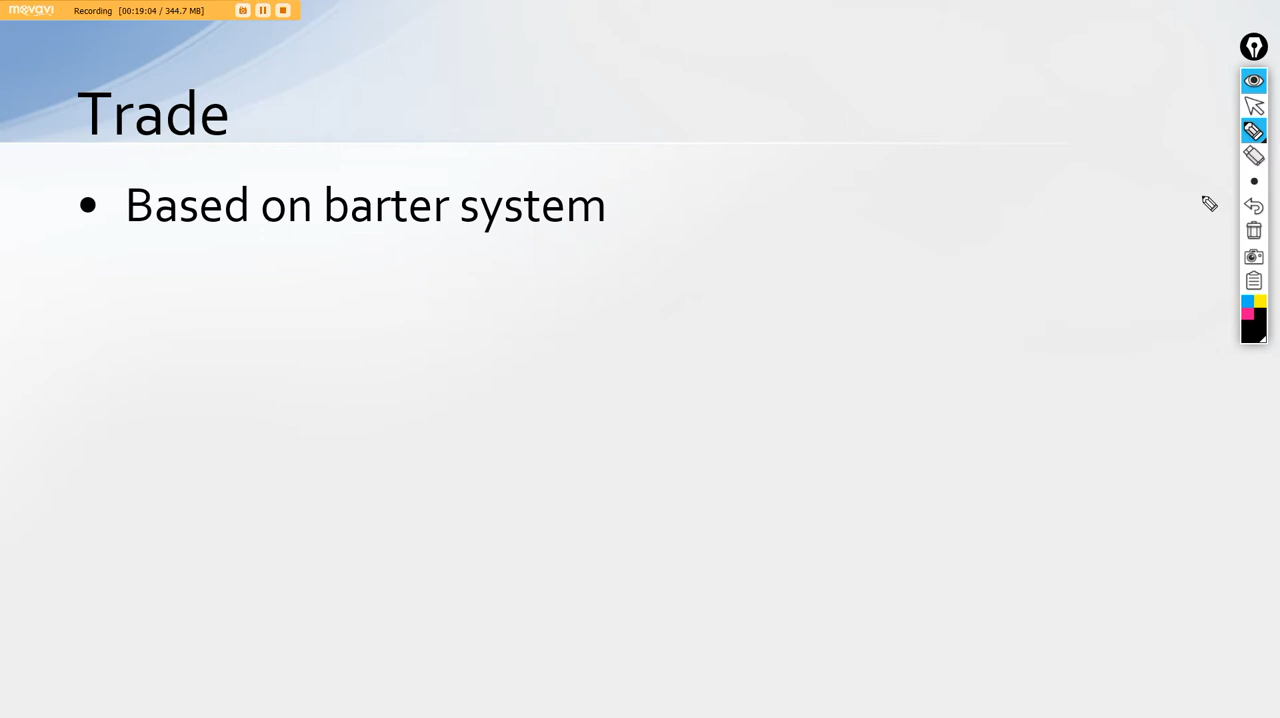 movavi
Recording [00:19:04 / 344.7 MB]
Trade
• Based on barter system